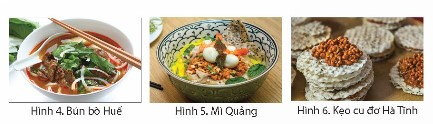 Hình 4. Bún bò Huế
Hình 5. Mì Quảng
Hình 6. Kẹo cu đơ Hà Tĩnh